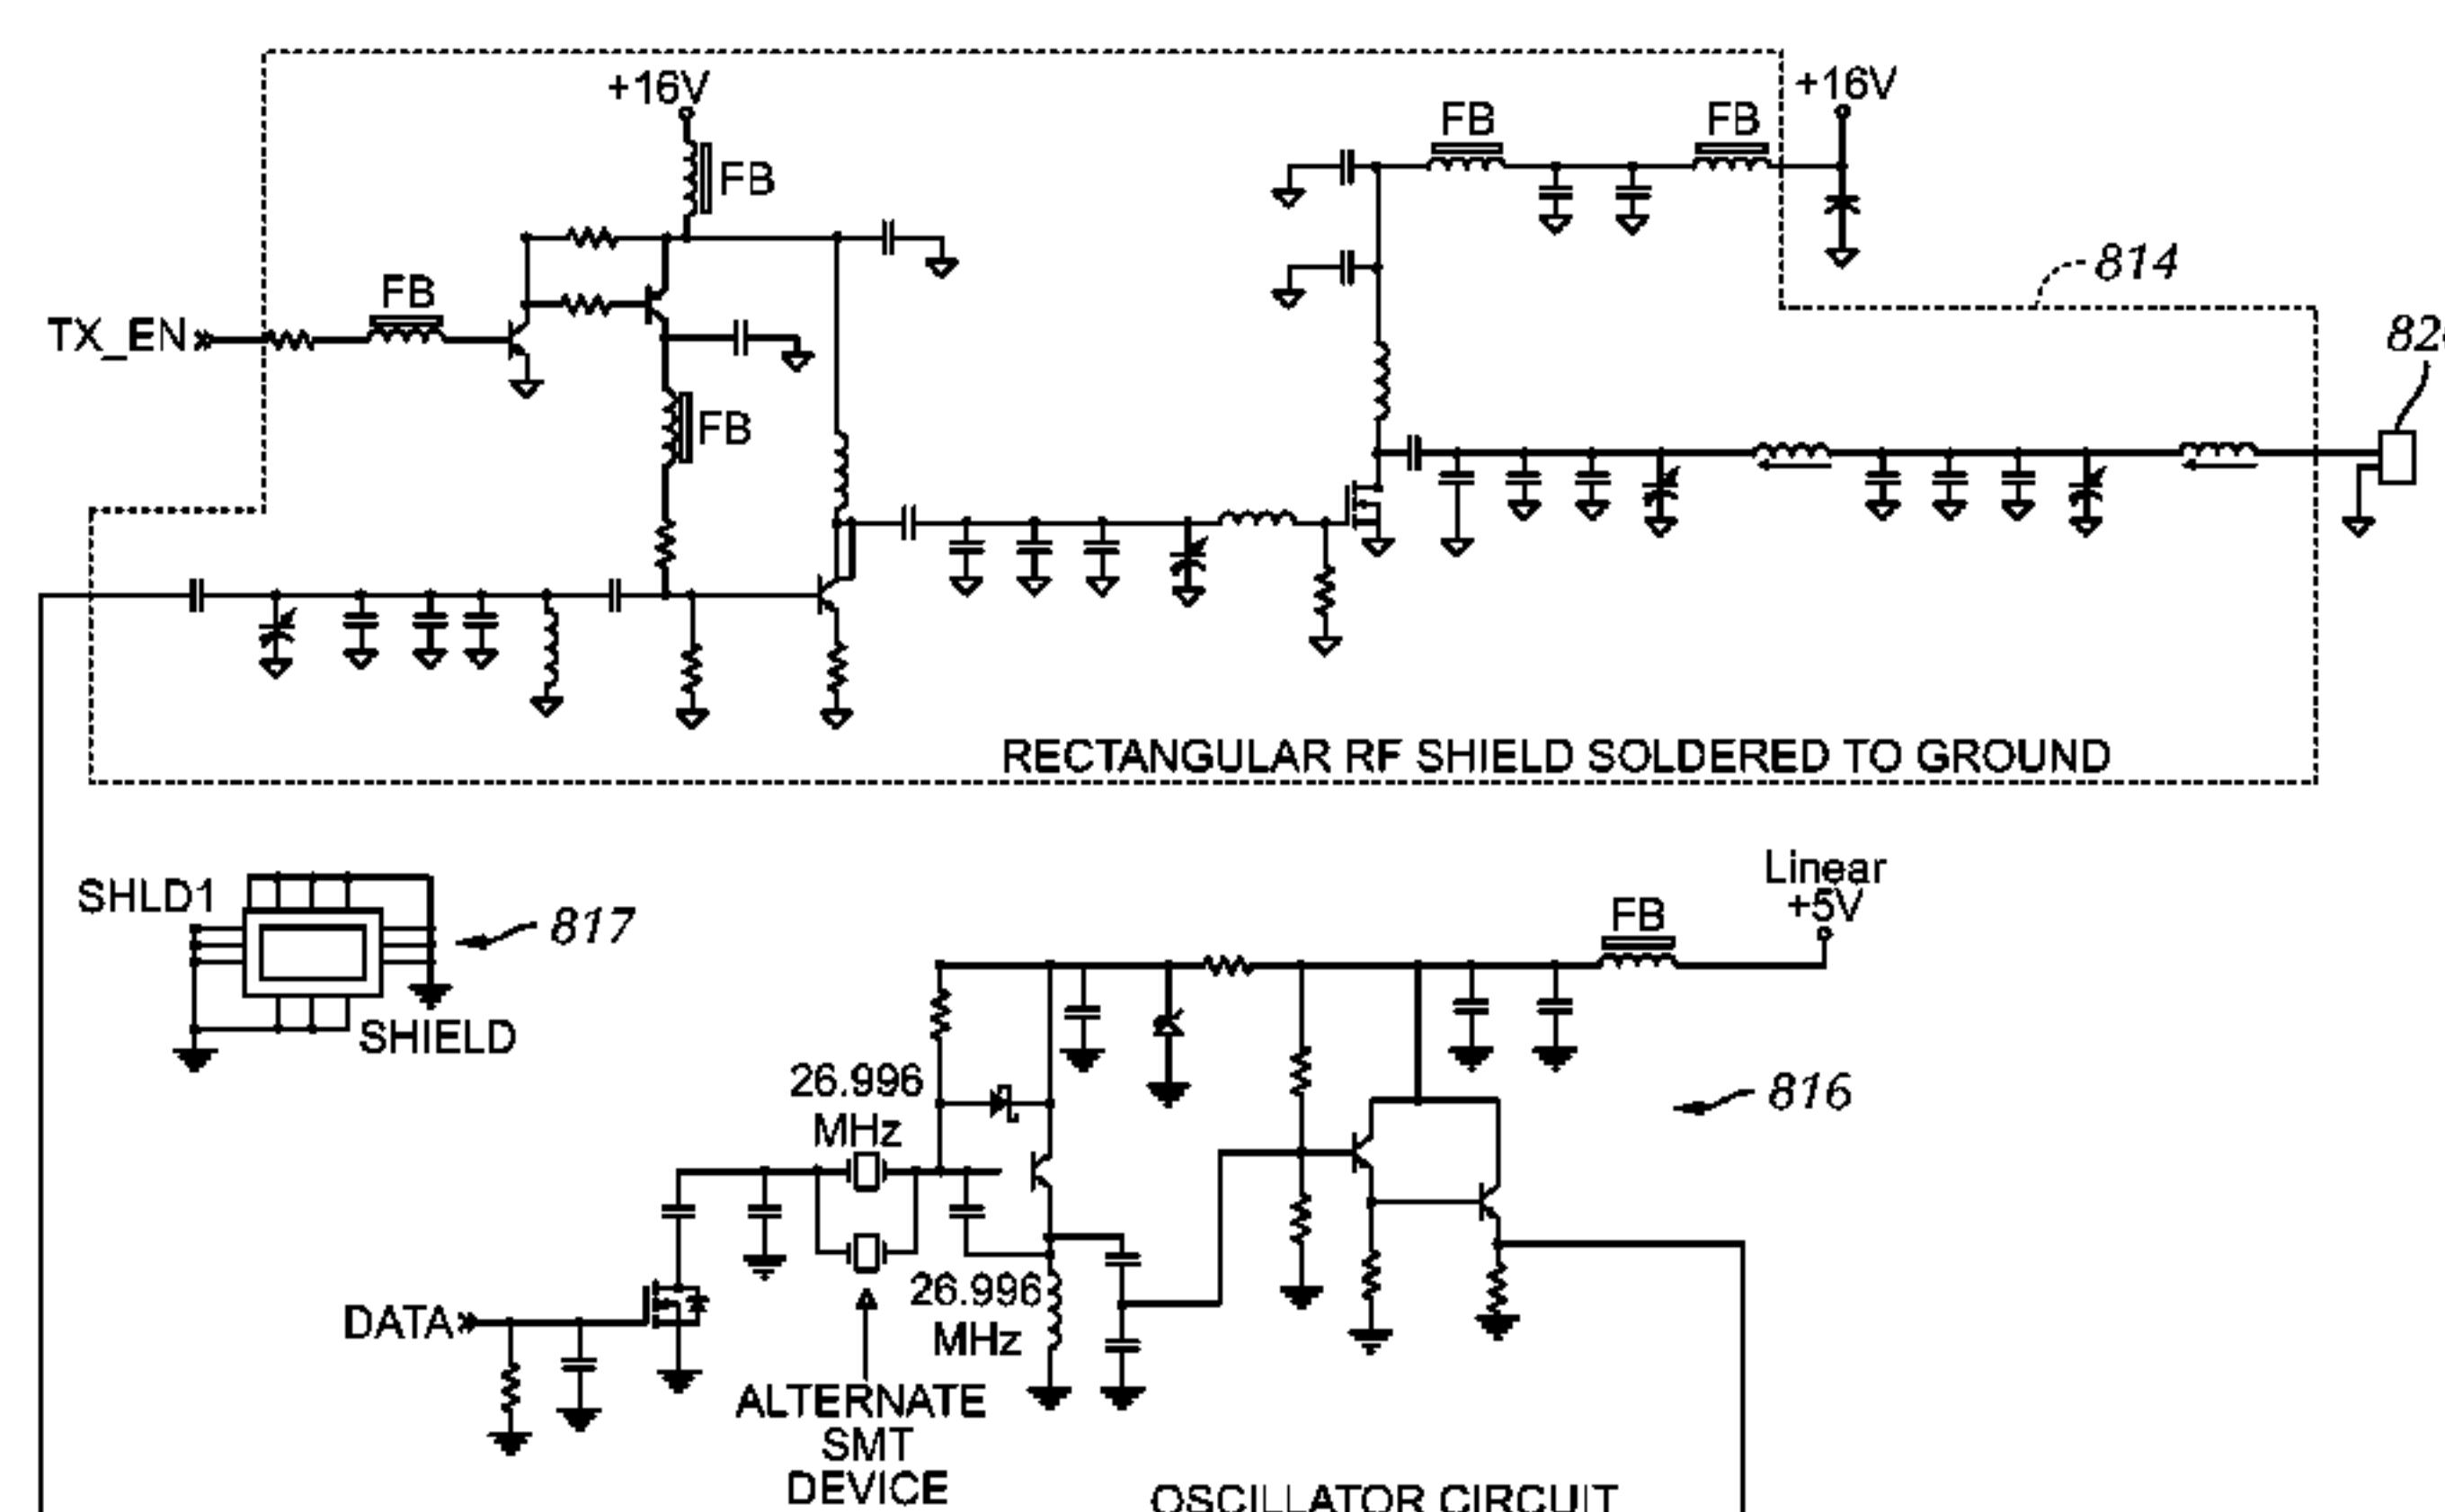 +16V
+16V
FB
FB
FB
814
FB
TX_EN
FB
RECTANGULAR RF SHIELD SOLDERED TO GROUND
Linear
+5V
SHLD1
817
FB
SHIELD
26.996
MHz
816
26.996
MHz
DATA
ALTERNATE
SMT
DEVICE
OSCILLATOR CIRCUIT